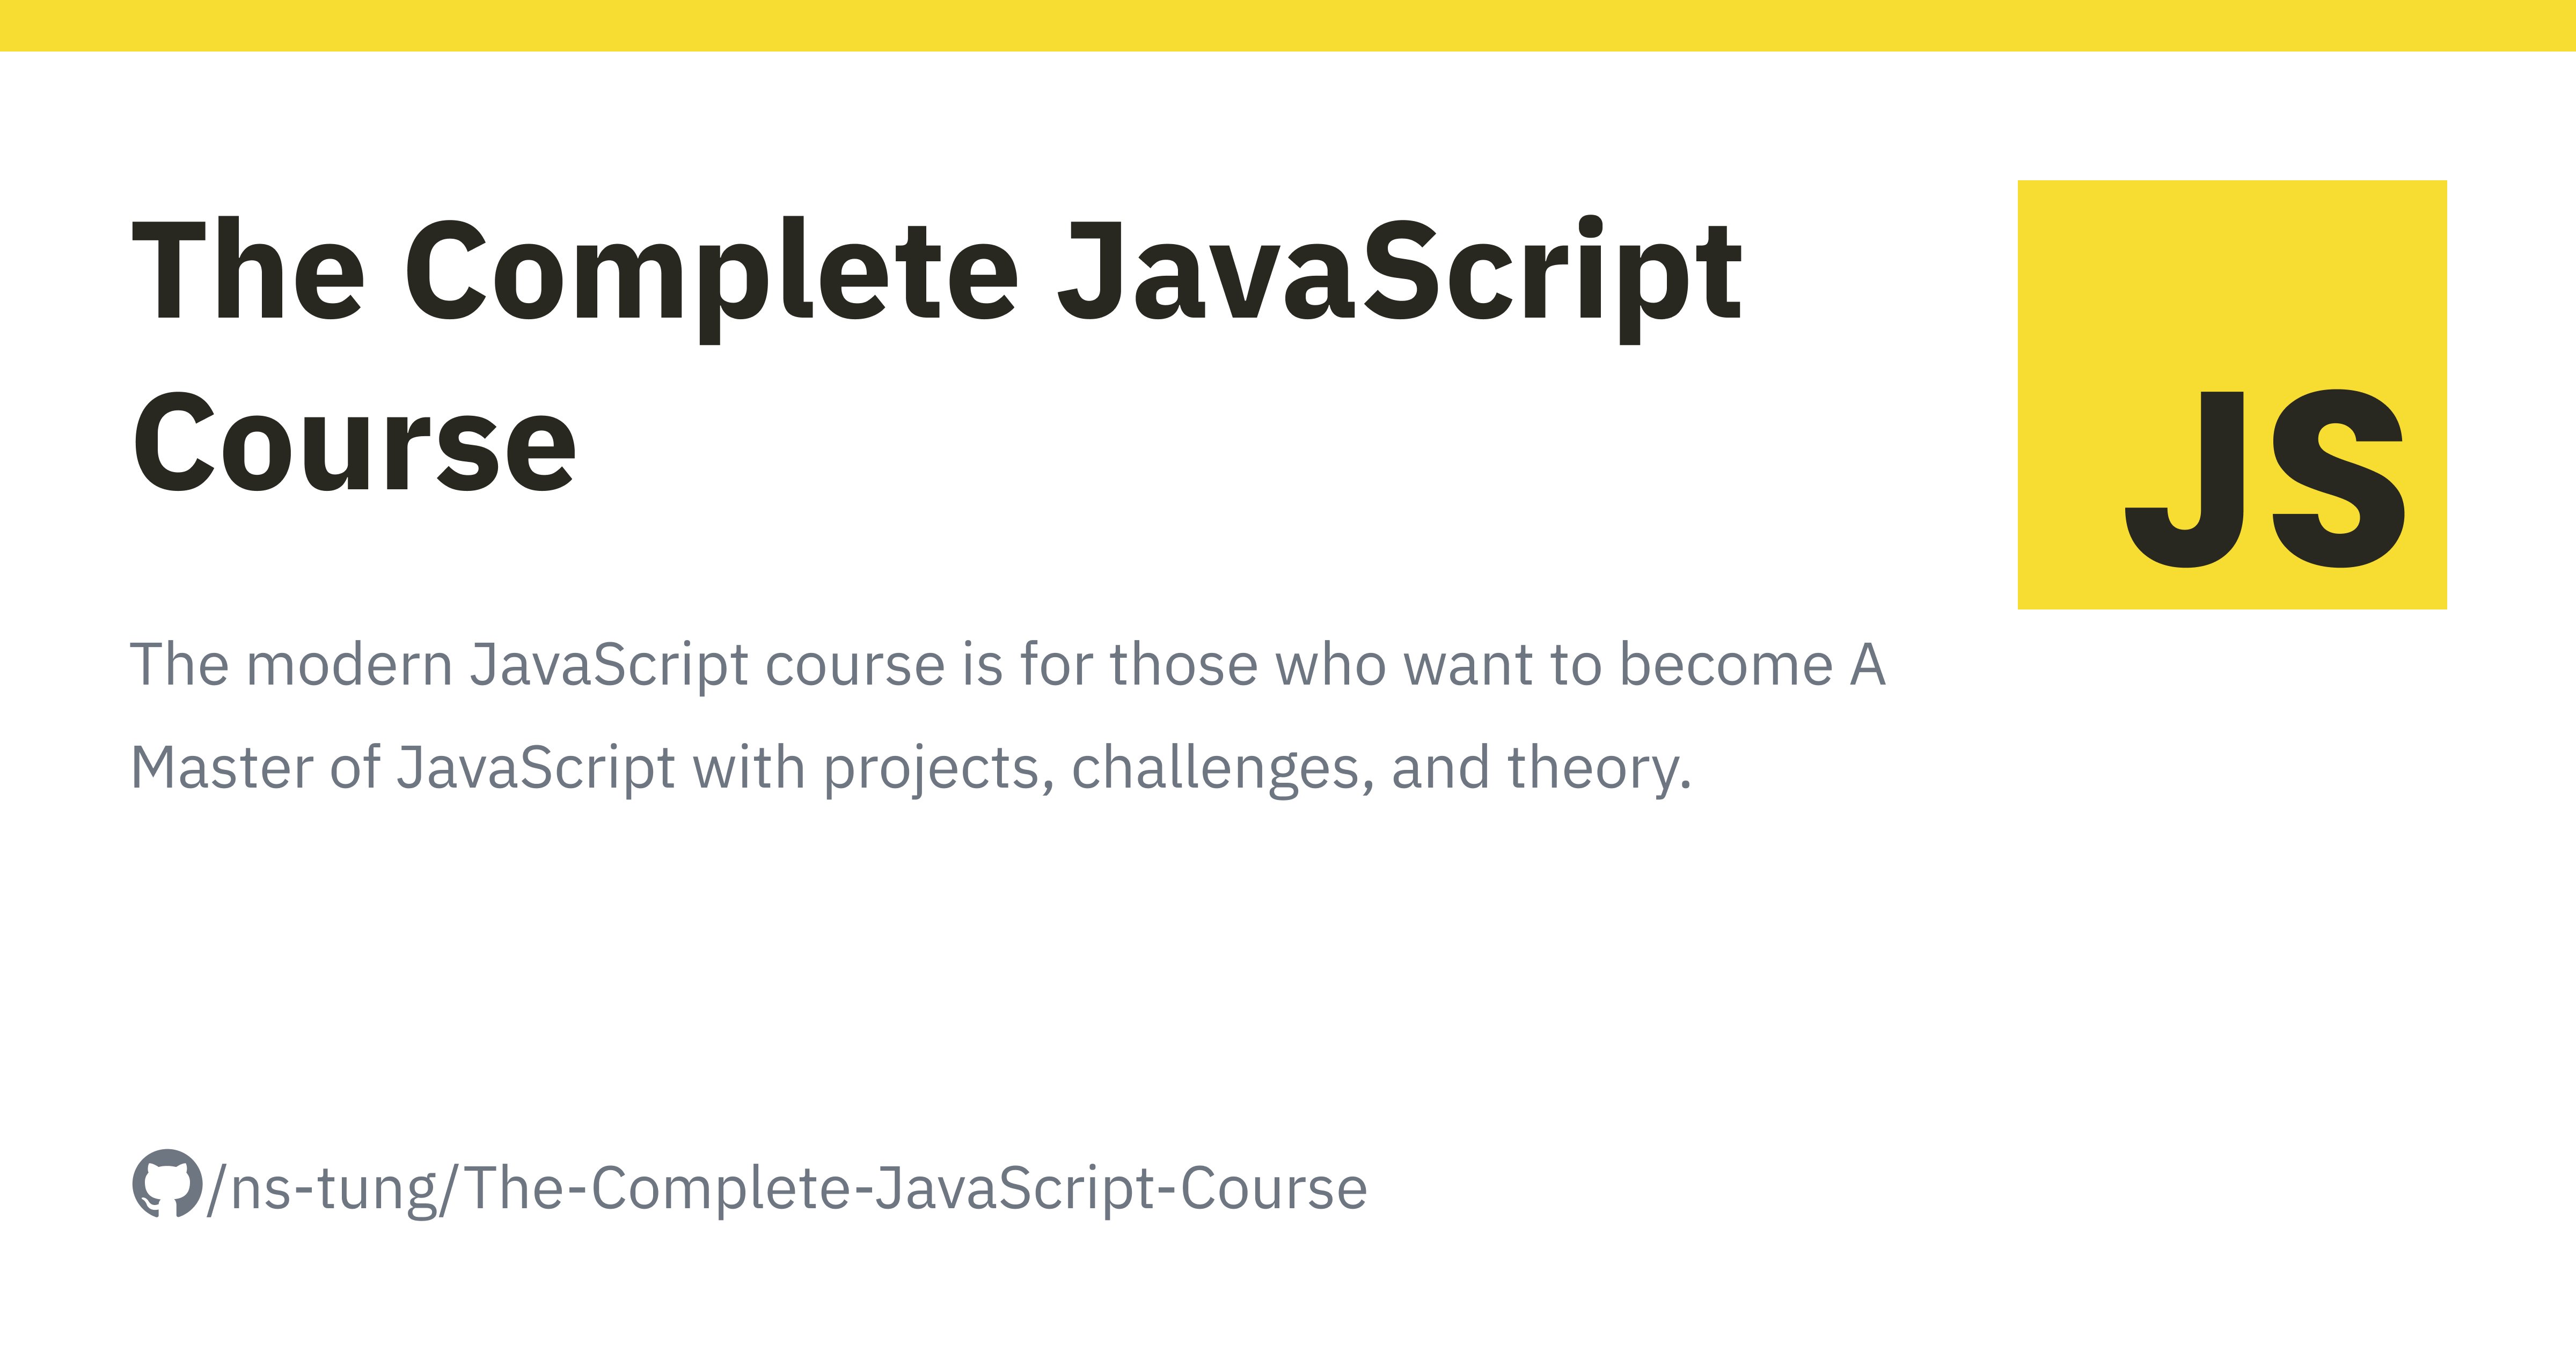 The Complete JavaScript
Course
JS
The modern JavaScript course is for those who want to become A
Master of JavaScript with projects, challenges, and theory.
/ns-tung/The-Complete-JavaScript-Course